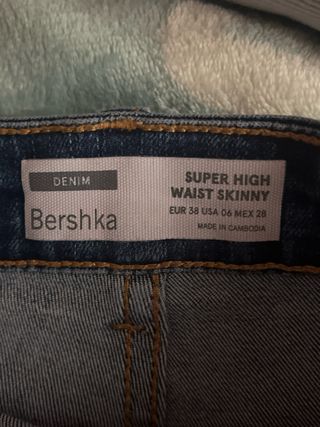 DENIM
Bershka
SUPER HIGH
WAIST SKINNY
EUR 38 USA 06 MEX 28
MADE IN CAMBODIA